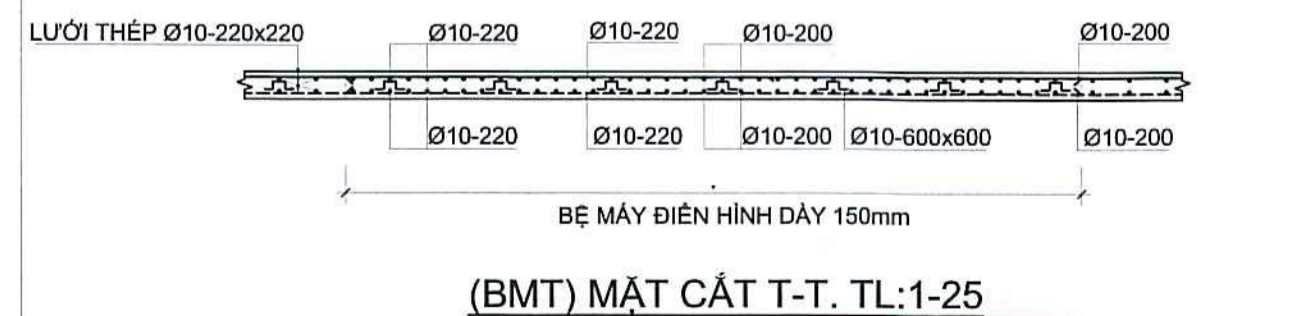 LƯỚI THÉP Ø10-220x220 Ø10-220 Ø10-220 Ø10-200 Ø10-200
Ø10-220 Ø10-220 Ø10-200 Ø10-600x600 Ø10-200
BỆ MÁY ĐIỂN HÌNH DÀY 150mm
(BMT) MẶT CẮT T-T. TL:1-25